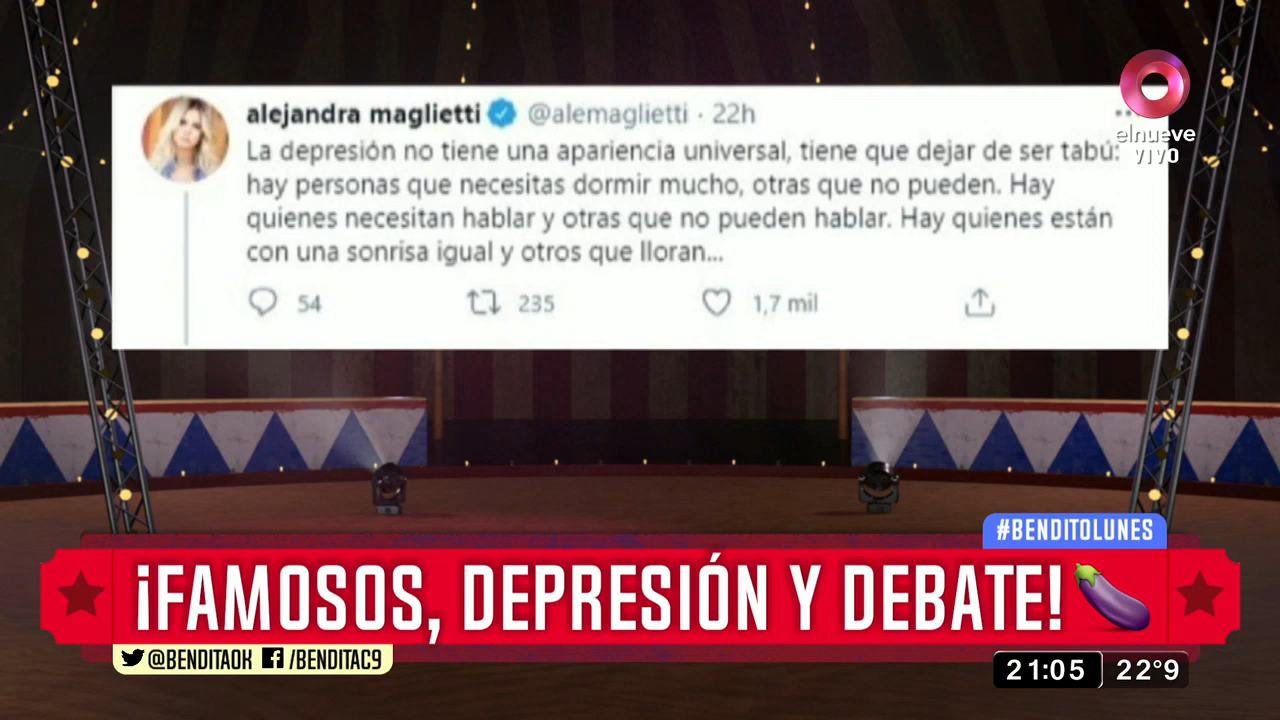 alejandra maglietti @alemaglietti · 22h
La depresión no tiene una apariencia universal, tiene que dejar de ser tabú:
hay personas que necesitas dormir mucho, otras que no pueden. Hay
quienes necesitan hablar y otras que no pueden hablar. Hay quienes están
con una sonrisa igual y otros que lloran...
54 235 1,7 mil
elnueve
VIVO
#BENDITOLUNES
¡FAMOSOS, DEPRESIÓN Y DEBATE!
@BENDITAOK /BENDITAC9
21:05 22°9